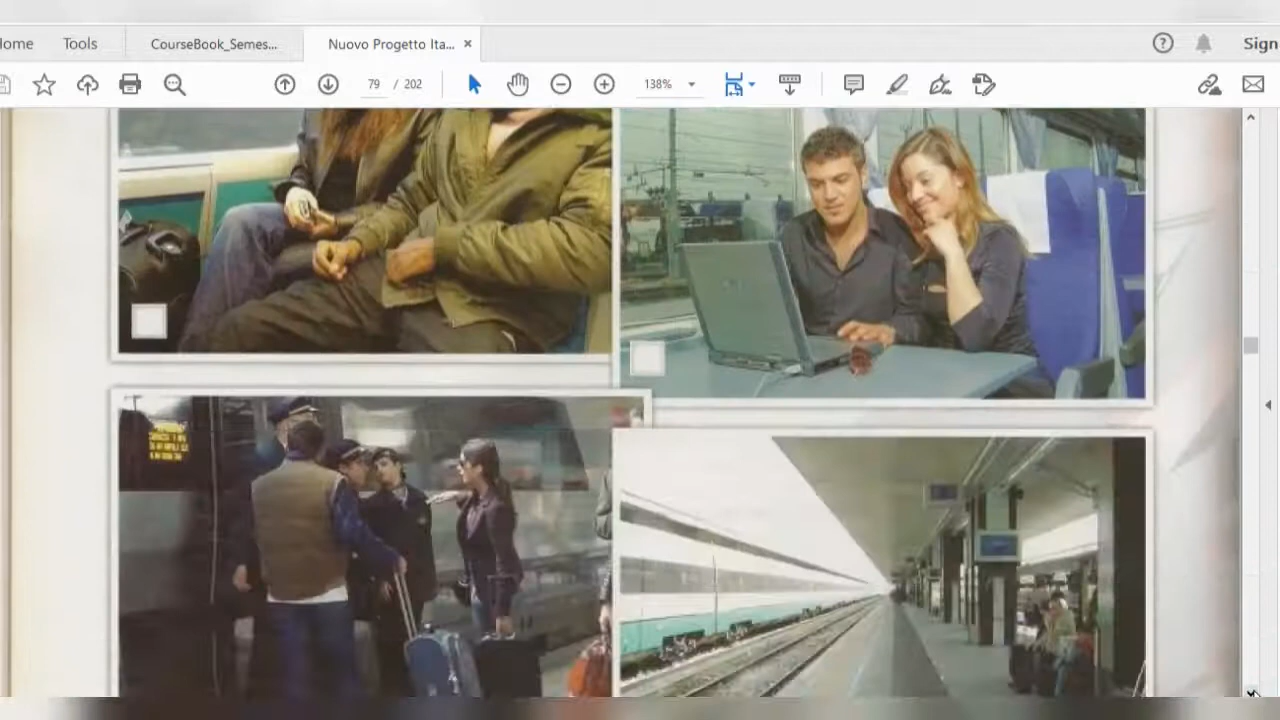 Home
Tools
CourseBook_Semes...
Nuovo Progetto Ita...
Sign
79 / 202
138%